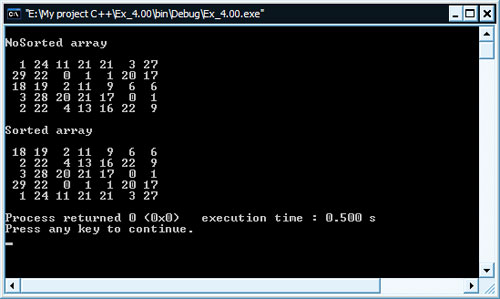 "E:\My project C++\Ex_4.00\bin\Debug\Ex_4.00.exe"
NoSorted array
1 24 11 21 21 3 27
29 22 0 1 1 20 17
18 19 2 11 9 6 6
3 28 20 21 17 0 1
2 22 4 13 16 22 9
Sorted array
18 19 2 11 9 6 6
2 22 4 13 16 22 9
3 28 20 21 17 0 1
29 22 0 1 1 20 17
1 24 11 21 21 3 27
Process returned 0 (0x0) execution time : 0.500 s
Press any key to continue.